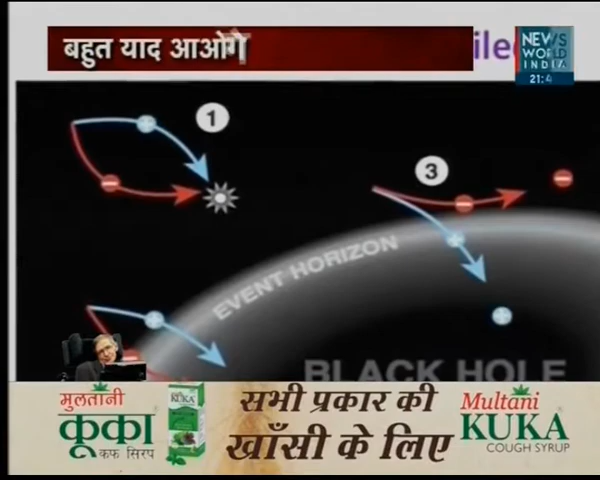 बहुत याद आओगे
NEWS
WORLD
INDIA
1
3
EVENT HORIZON
BLACK HOLE
मुलतानी
कूका
कफ सिरप
KUKA
सभी प्रकार की
खाँसी के लिए
Multani
KUKA
COUGH SYRUP